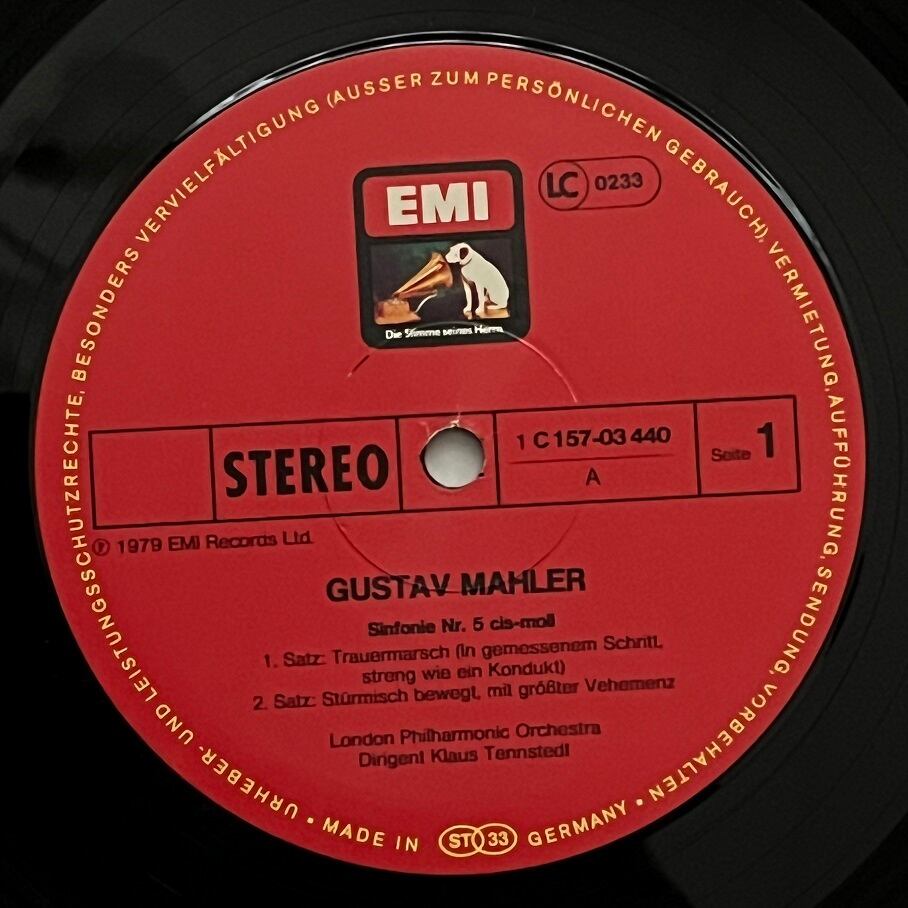 URHEBER- UND LEISTUNGSSCHUTZRECHTE, BESONDERS VERVIELFÄLTIGUNG (AUSSER ZUM PERSÖNLICHEN GEBRAUCH), VERMIETUNG, AUFFÜHRUNG, SENDUNG, VORBEHALTEN •
EMI
LC 0233
Die Stimme seines Herrn
STEREO
1 C 157-03 440
A
Seite 1
℗ 1979 EMI Records Ltd.
GUSTAV MAHLER
Sinfonie Nr. 5 cis-moll
1. Satz: Trauermarsch (In gemessenem Schritt,
streng wie ein Kondukt)
2. Satz: Stürmisch bewegt, mit größter Vehemenz
London Philharmonic Orchestra
Dirigent Klaus Tennstedt
• MADE IN ST 33 GERMANY